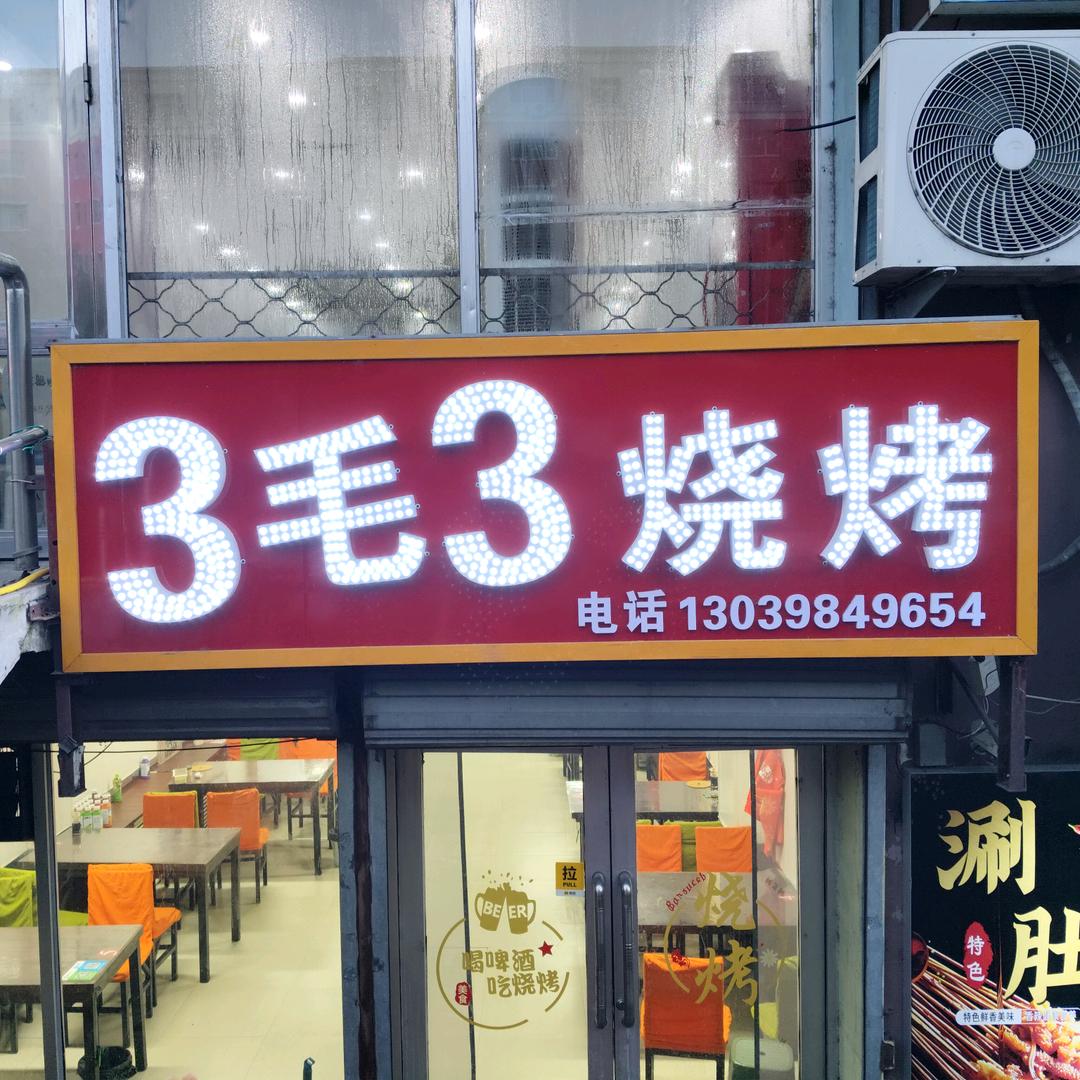 3毛3烧烤
电话 13039849654
拉
PULL
BEER
喝啤酒
吃烧烤
美食
烧
烤
涮
肚
特色
特色鲜香美味